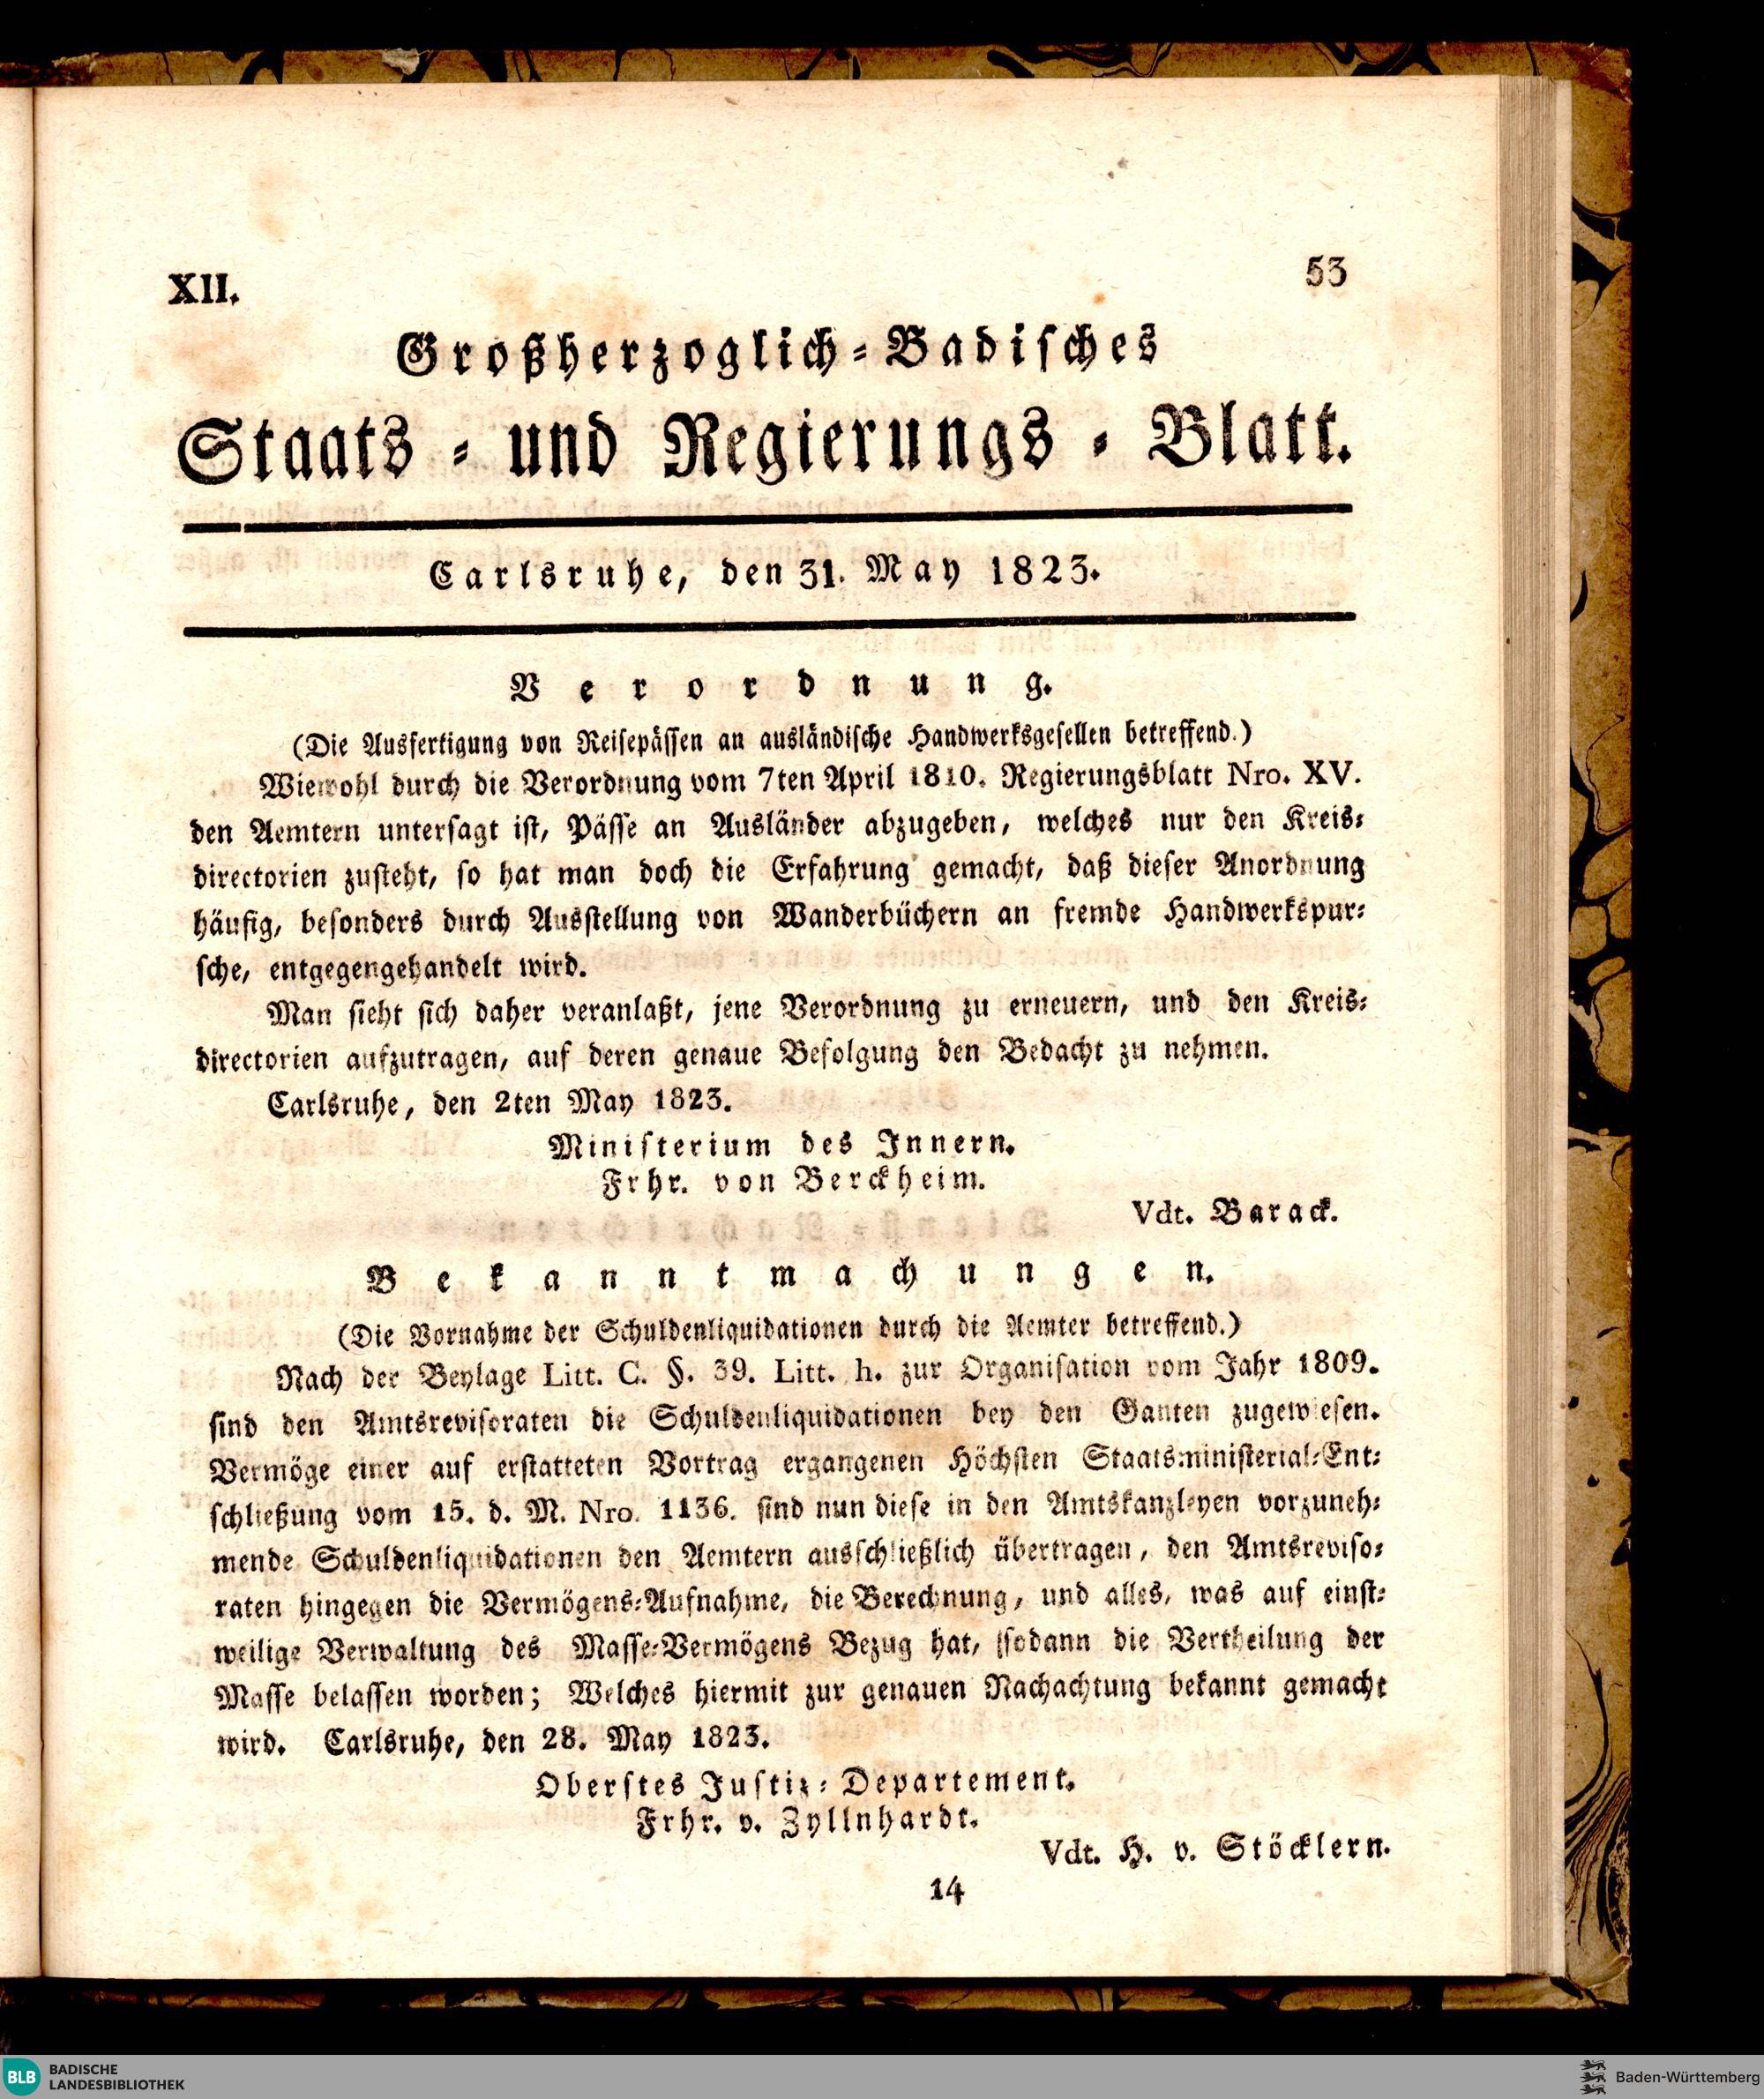 XII.
53
Großherzoglich-Badisches
Staats- und Regierungs-Blatt.
Carlsruhe, den 31. May 1823.
Verordnung.
(Die Ausfertigung von Reisepässen an ausländische Handwerksgesellen betreffend.)
Wiewohl durch die Verordnung vom 7ten April 1810. Regierungsblatt Nro. XV.
den Aemtern untersagt ist, Pässe an Ausländer abzugeben, welches nur den Kreis-
directorien zusteht, so hat man doch die Erfahrung gemacht, daß dieser Anordnung
häufig, besonders durch Ausstellung von Wanderbüchern an fremde Handwerkspur-
sche, entgegengehandelt wird.
Man sieht sich daher veranlaßt, jene Verordnung zu erneuern, und den Kreis-
directorien aufzutragen, auf deren genaue Befolgung den Bedacht zu nehmen.
Carlsruhe, den 2ten May 1823.
Ministerium des Innern.
Frhr. von Berckheim.
Vdt. Barack.
Bekanntmachungen.
(Die Vornahme der Schuldenliquidationen durch die Aemter betreffend.)
Nach der Beylage Litt. C. §. 39. Litt. h. zur Organisation vom Jahr 1809.
sind den Amtsrevisoraten die Schuldenliquidationen bey den Ganten zugewiesen.
Vermöge einer auf erstatteten Vortrag ergangenen Höchsten Staatsministerial-Ent-
schließung vom 15. d. M. Nro. 1136. sind nun diese in den Amtskanzleyen vorzuneh-
mende Schuldenliquidationen den Aemtern ausschließlich übertragen, den Amtsreviso-
raten hingegen die Vermögens-Aufnahme, die Berechnung, und alles, was auf einst-
weilige Verwaltung des Masse-Vermögens Bezug hat, sodann die Vertheilung der
Masse belassen worden; Welches hiermit zur genauen Nachachtung bekannt gemacht
wird. Carlsruhe, den 28. May 1823.
Oberstes Justiz-Departement.
Frhr. v. Zyllnhardt.
Vdt. H. v. Stöcklern.
14
BLB BADISCHE
LANDESBIBLIOTHEK
Baden-Württemberg